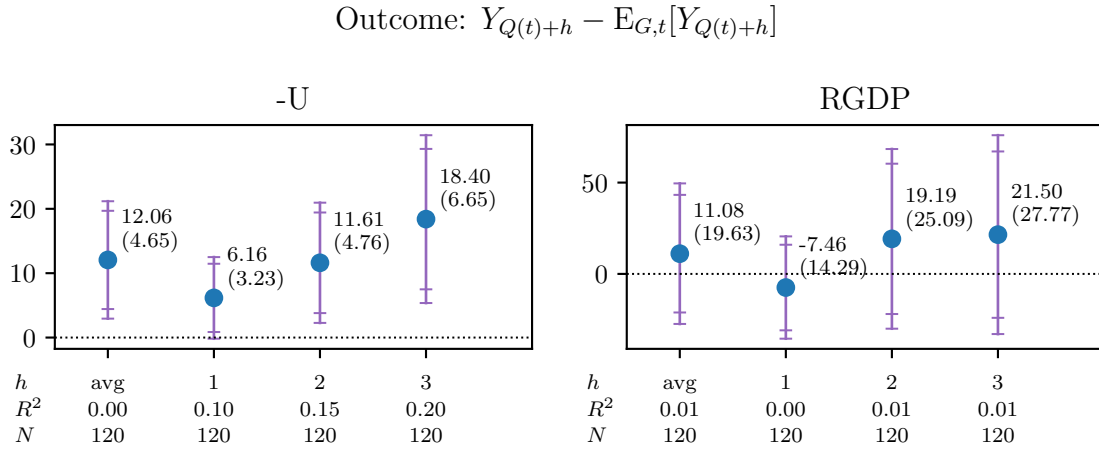 Outcome: Y_{Q(t)+h} − E_{G,t}[Y_{Q(t)+h}]
-U
30
20
10
0
12.06
(4.65)
6.16
(3.23)
11.61
(4.76)
18.40
(6.65)
h avg 1 2 3
R² 0.00 0.10 0.15 0.20
N 120 120 120 120
RGDP
50
0
11.08
(19.63)
-7.46
(14.29)
19.19
(25.09)
21.50
(27.77)
h avg 1 2 3
R² 0.01 0.00 0.01 0.01
N 120 120 120 120